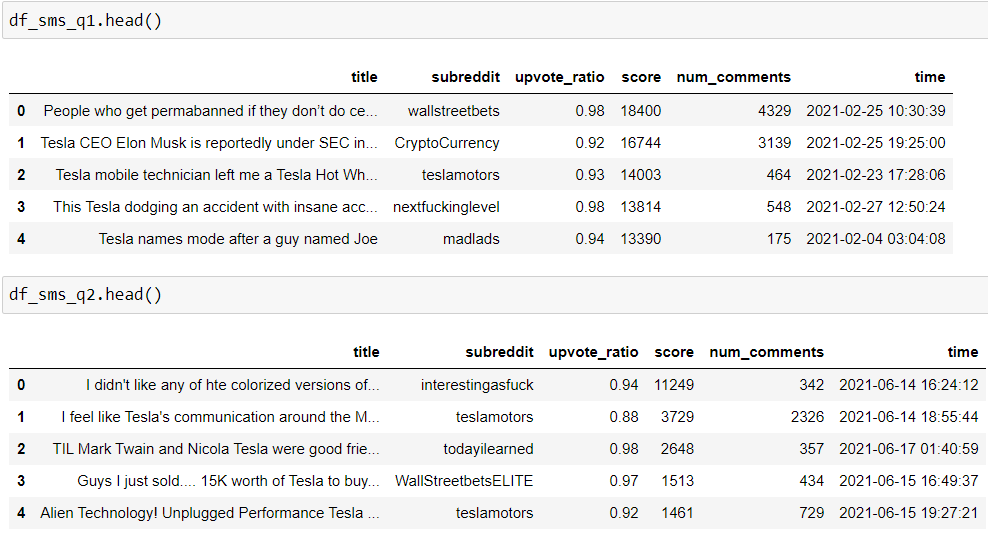 df_sms_q1.head()
title subreddit upvote_ratio score num_comments time
0 People who get permabanned if they don’t do ce... wallstreetbets 0.98 18400 4329 2021-02-25 10:30:39
1 Tesla CEO Elon Musk is reportedly under SEC in... CryptoCurrency 0.92 16744 3139 2021-02-25 19:25:00
2 Tesla mobile technician left me a Tesla Hot Wh... teslamotors 0.93 14003 464 2021-02-23 17:28:06
3 This Tesla dodging an accident with insane acc... nextfuckinglevel 0.98 13814 548 2021-02-27 12:50:24
4 Tesla names mode after a guy named Joe madlads 0.94 13390 175 2021-02-04 03:04:08
df_sms_q2.head()
title subreddit upvote_ratio score num_comments time
0 I didn't like any of hte colorized versions of... interestingasfuck 0.94 11249 342 2021-06-14 16:24:12
1 I feel like Tesla's communication around the M... teslamotors 0.88 3729 2326 2021-06-14 18:55:44
2 TIL Mark Twain and Nicola Tesla were good frie... todayilearned 0.98 2648 357 2021-06-17 01:40:59
3 Guys I just sold.... 15K worth of Tesla to buy... WallStreetbetsELITE 0.97 1513 434 2021-06-15 16:49:37
4 Alien Technology! Unplugged Performance Tesla ... teslamotors 0.92 1461 729 2021-06-15 19:27:21